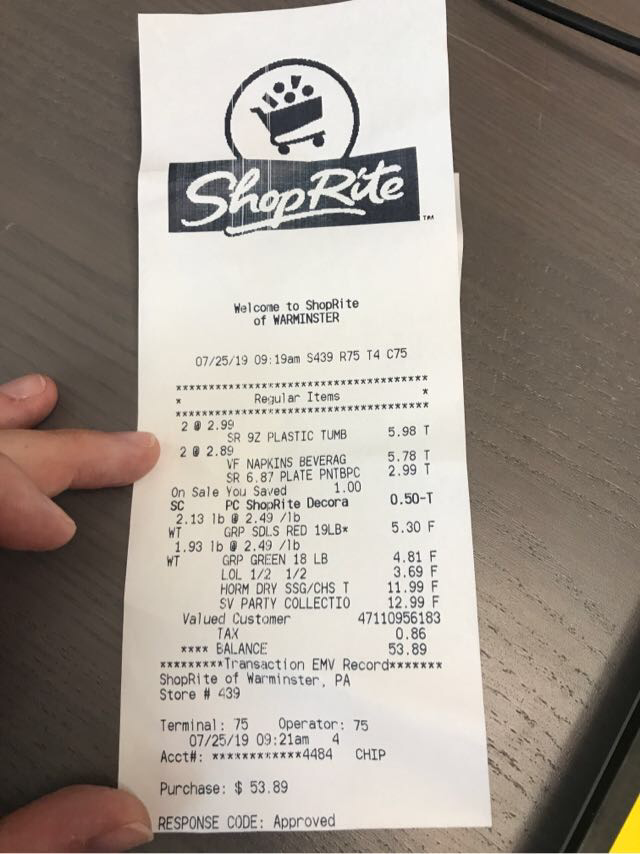 ShopRite™
Welcome to ShopRite
of WARMINSTER
07/25/19 09:19am S439 R75 T4 C75
****************************************
* Regular Items *
****************************************
2 @ 2.99
SR 9Z PLASTIC TUMB 5.98 T
2 @ 2.89
VF NAPKINS BEVERAG 5.78 T
SR 6.87 PLATE PNTBPC 2.99 T
On Sale You Saved 1.00
SC PC ShopRite Decora 0.50-T
2.13 lb @ 2.49 /lb
WT GRP SDLS RED 19LB* 5.30 F
1.93 lb @ 2.49 /lb
WT GRP GREEN 18 LB 4.81 F
LOL 1/2 1/2 3.69 F
HORM DRY SSG/CHS T 11.99 F
SV PARTY COLLECTIO 12.99 F
Valued Customer 47110956183
TAX 0.86
**** BALANCE 53.89
*********Transaction EMV Record*******
ShopRite of Warminster, PA
Store # 439
Terminal: 75 Operator: 75
07/25/19 09:21am 4
Acct#: ************4484 CHIP
Purchase: $ 53.89
RESPONSE CODE: Approved